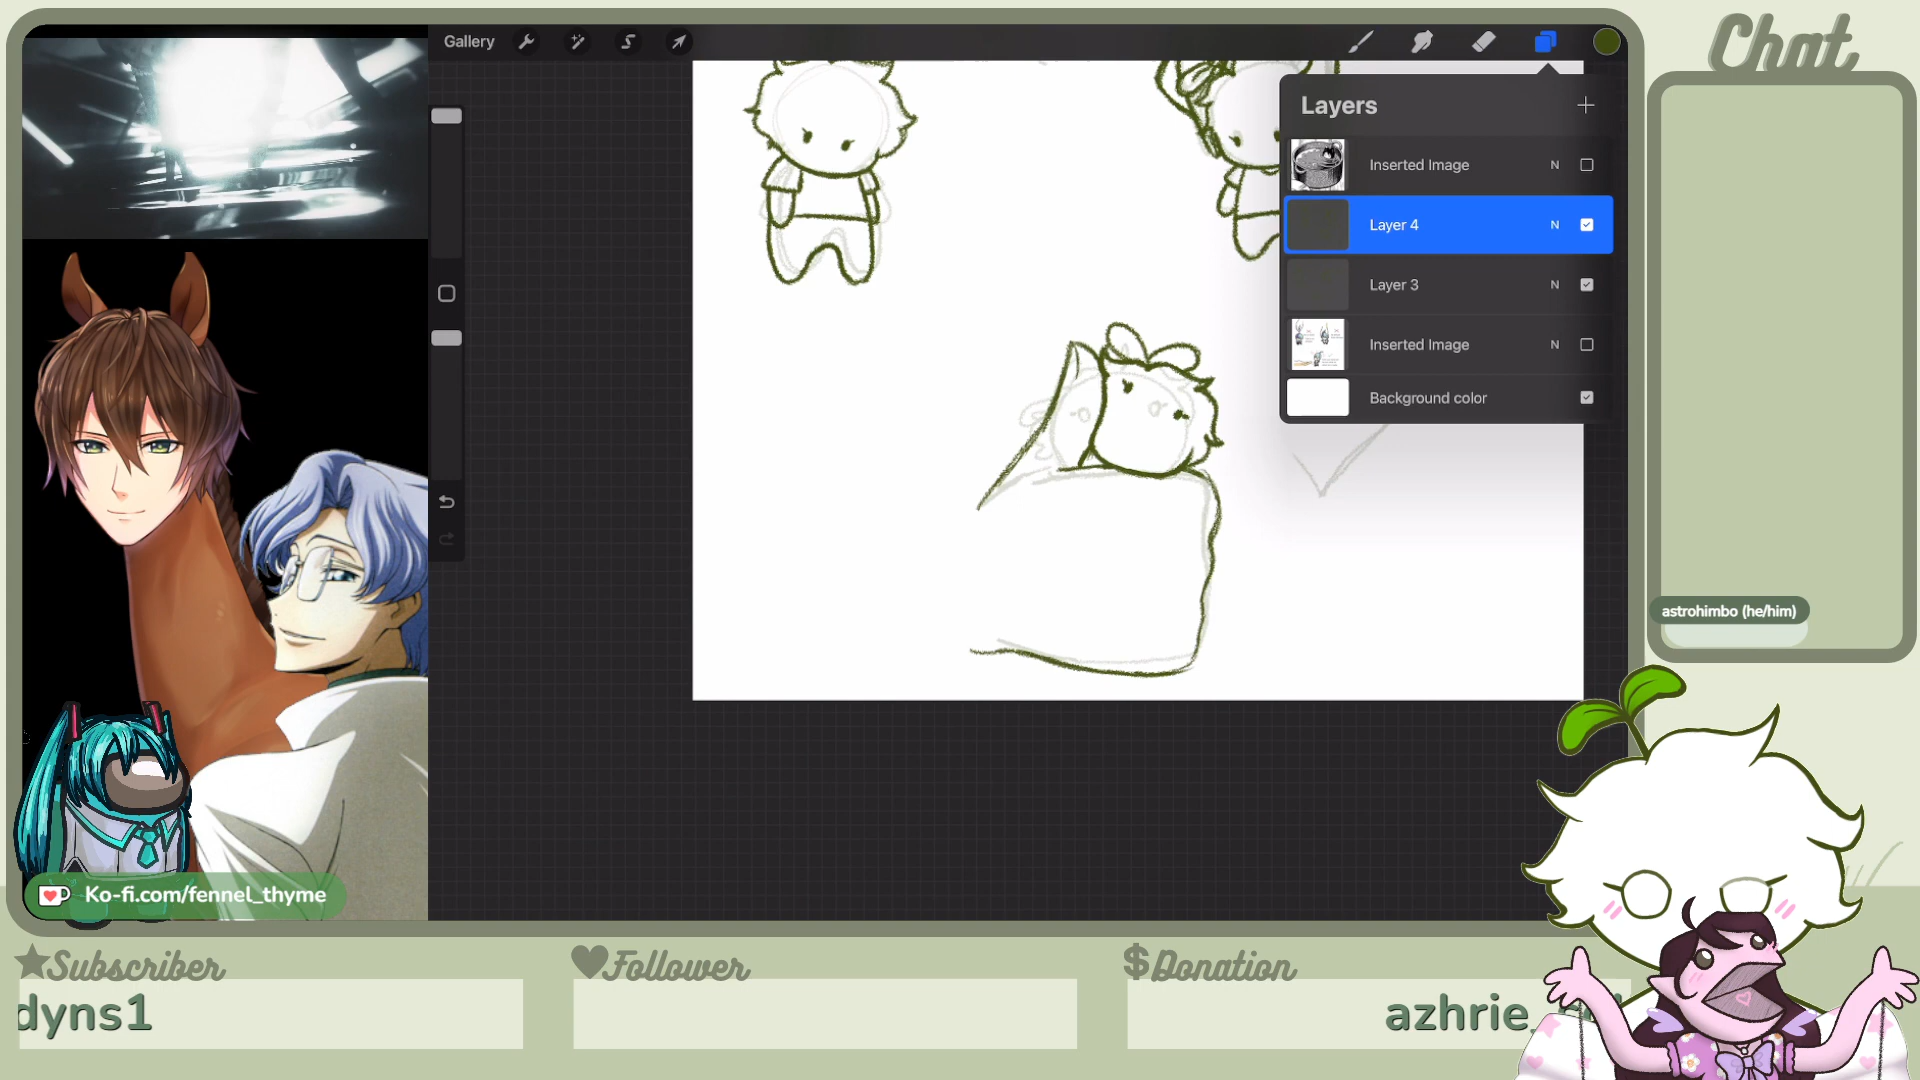 Gallery
Chat
Layers
Inserted Image N
Layer 4 N
Layer 3 N
Inserted Image N
Background color
astrohimbo (he/him)
Ko-fi.com/fennel_thyme
Subscriber
Follower
$Donation
dyns1
azhrie_